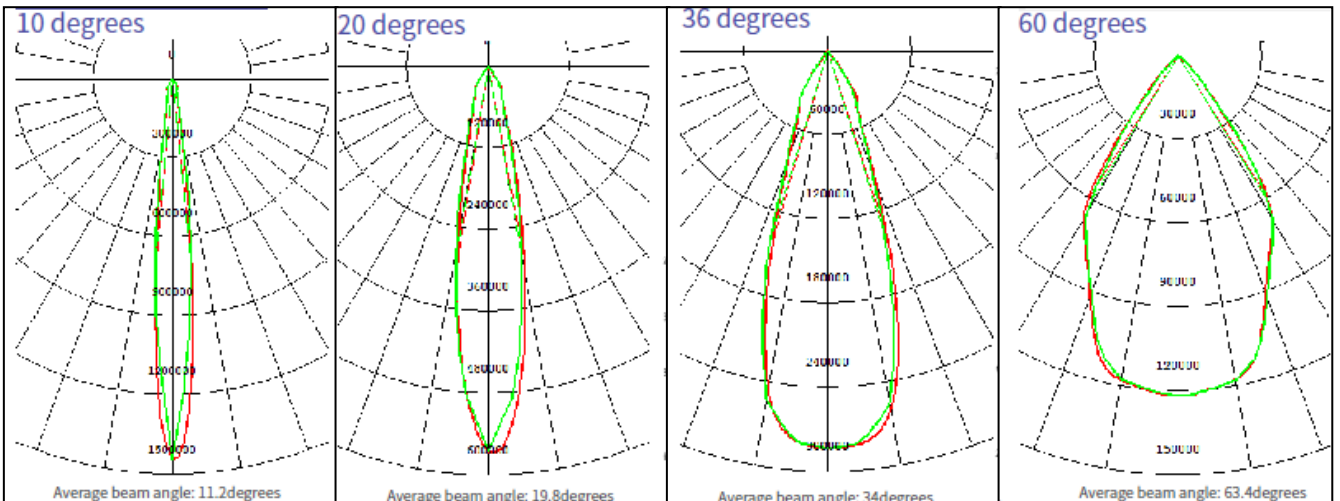 10 degrees
300000
900000
1200000
1500000
Average beam angle: 11.2degrees
20 degrees
120000
240000
360000
480000
600000
Average beam angle: 19.8degrees
36 degrees
60000
120000
180000
240000
300000
Average beam angle: 34degrees
60 degrees
30000
60000
90000
120000
150000
Average beam angle: 63.4degrees